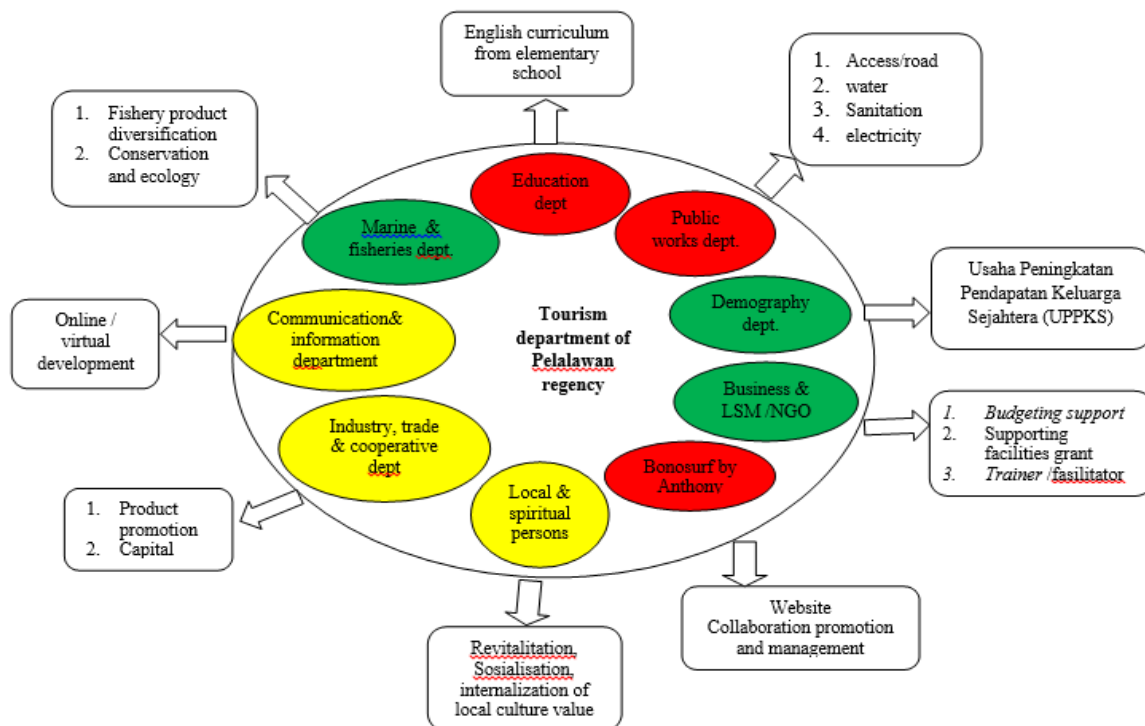 English curriculum
from elementary
school
1. Access/road
2. water
3. Sanitation
4. electricity
1. Fishery product
diversification
2. Conservation
and ecology
Education
dept
Public
works dept.
Marine & 
fisheries dept.
Demography
dept.
Usaha Peningkatan
Pendapatan Keluarga
Sejahtera (UPPKS)
Online /
virtual
development
Communication&
information
department
Tourism
department of
Pelalawan
regency
Business &
LSM /NGO
1. Budgeting support
2. Supporting
facilities grant
3. Trainer /fasilitator
Industry, trade
& cooperative
dept
Bonosurf by
Anthony
Local &
spiritual
persons
1. Product
promotion
2. Capital
Website
Collaboration promotion
and management
Revitalitation,
Sosialisation,
internalization of
local culture value